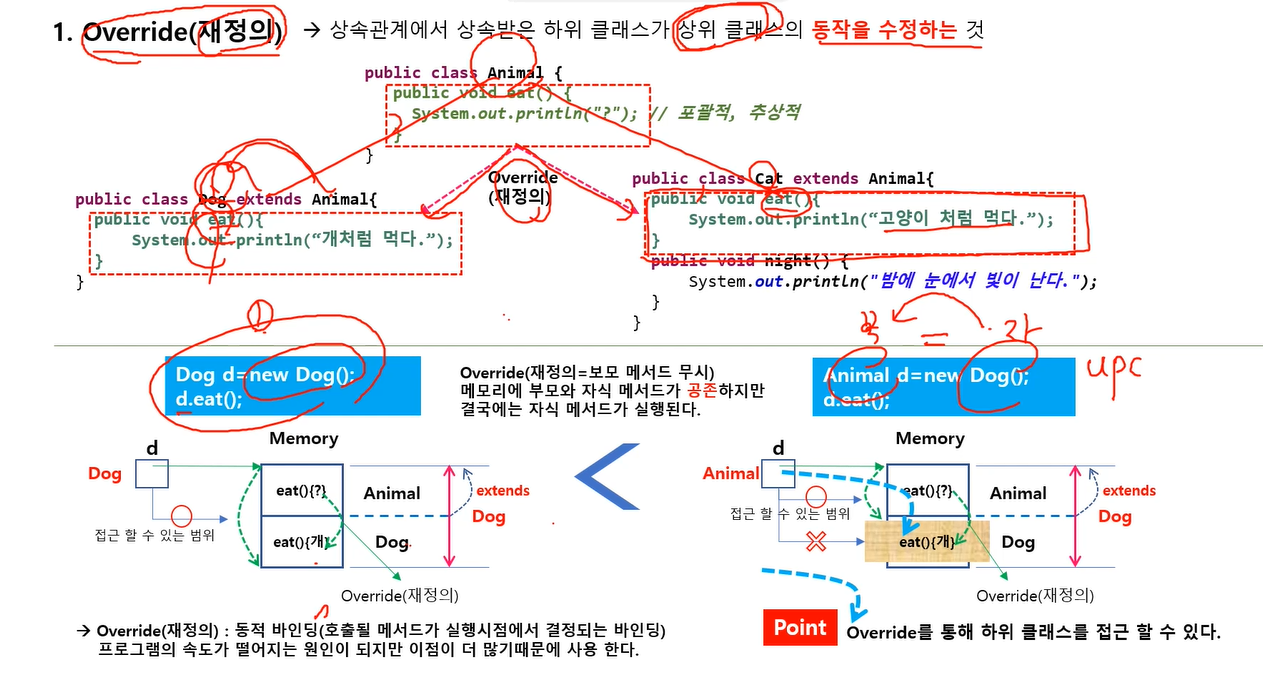 1. Override(재정의) → 상속관계에서 상속받은 하위 클래스가 상위 클래스의 동작을 수정하는 것
public class Animal {
public void eat() {
System.out.println("?"); // 포괄적, 추상적
}
}
Override
(재정의)
public class Dog extends Animal{
public void eat(){
System.out.println(“개처럼 먹다.”);
}
}
public class Cat extends Animal{
public void eat(){
System.out.println(“고양이 처럼 먹다.”);
}
public void night() {
System.out.println("밤에 눈에서 빛이 난다.");
}
}
①
Dog d=new Dog();
d.eat();
Override(재정의=보모 메서드 무시)
메모리에 부모와 자식 메서드가 공존하지만
결국에는 자식 메서드가 실행된다.
= 자
Animal d=new Dog();
d.eat();
upc
Memory
d
Dog
eat(){?}
Animal
extends
Dog
접근 할 수 있는 범위
eat(){개}
Dog
Override(재정의)
Memory
d
Animal
eat(){?}
Animal
extends
Dog
접근 할 수 있는 범위
eat(){개}
Dog
Override(재정의)
→ Override(재정의) : 동적 바인딩(호출될 메서드가 실행시점에서 결정되는 바인딩)
프로그램의 속도가 떨어지는 원인이 되지만 이점이 더 많기때문에 사용 한다.
Point Override를 통해 하위 클래스를 접근 할 수 있다.